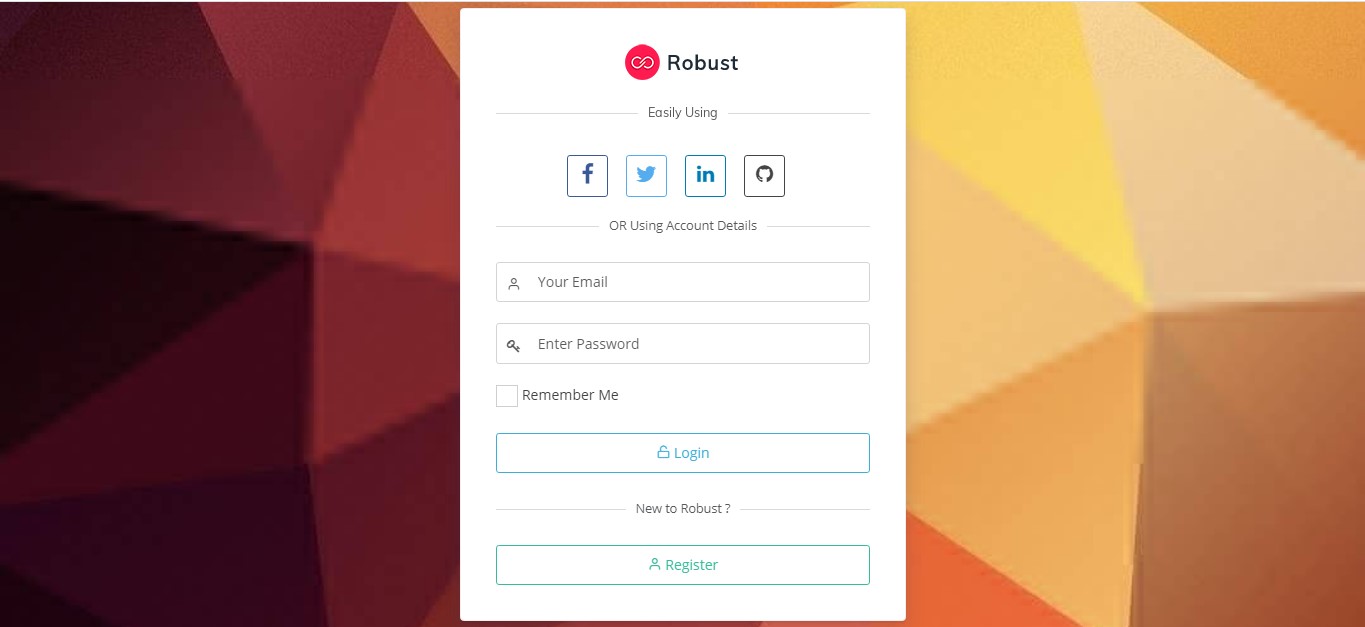 Robust
Easily Using
OR Using Account Details
Your Email
Enter Password
Remember Me
Login
New to Robust ?
Register